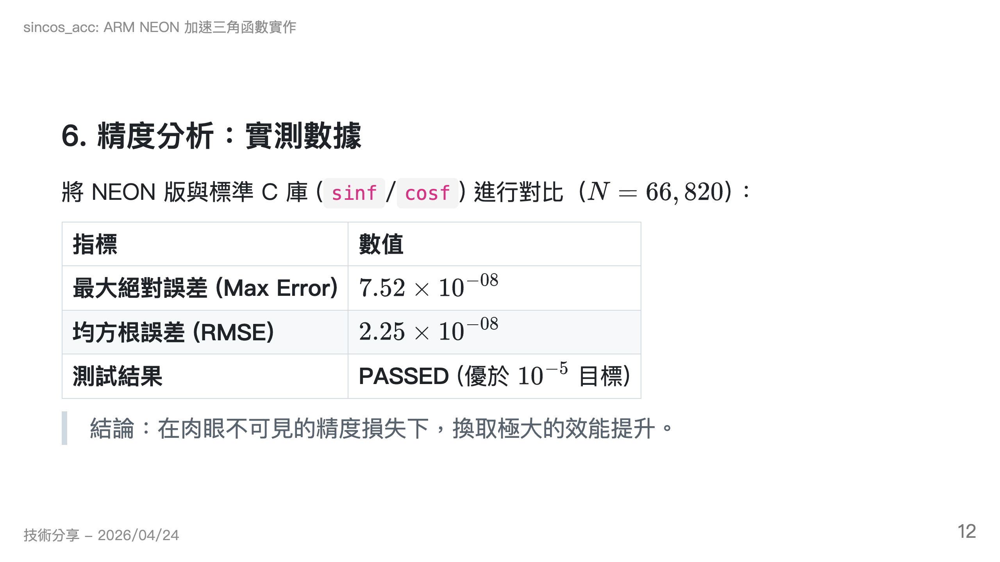 sincos_acc: ARM NEON 加速三角函數實作
6. 精度分析：實測數據
將 NEON 版與標準 C 庫 (sinf/cosf) 進行對比（N = 66,820）：
指標 數值
最大絕對誤差 (Max Error) 7.52 × 10⁻⁰⁸
均方根誤差 (RMSE) 2.25 × 10⁻⁰⁸
測試結果 PASSED (優於 10⁻⁵ 目標)
結論：在肉眼不可見的精度損失下，換取極大的效能提升。
技術分享 – 2026/04/24
12